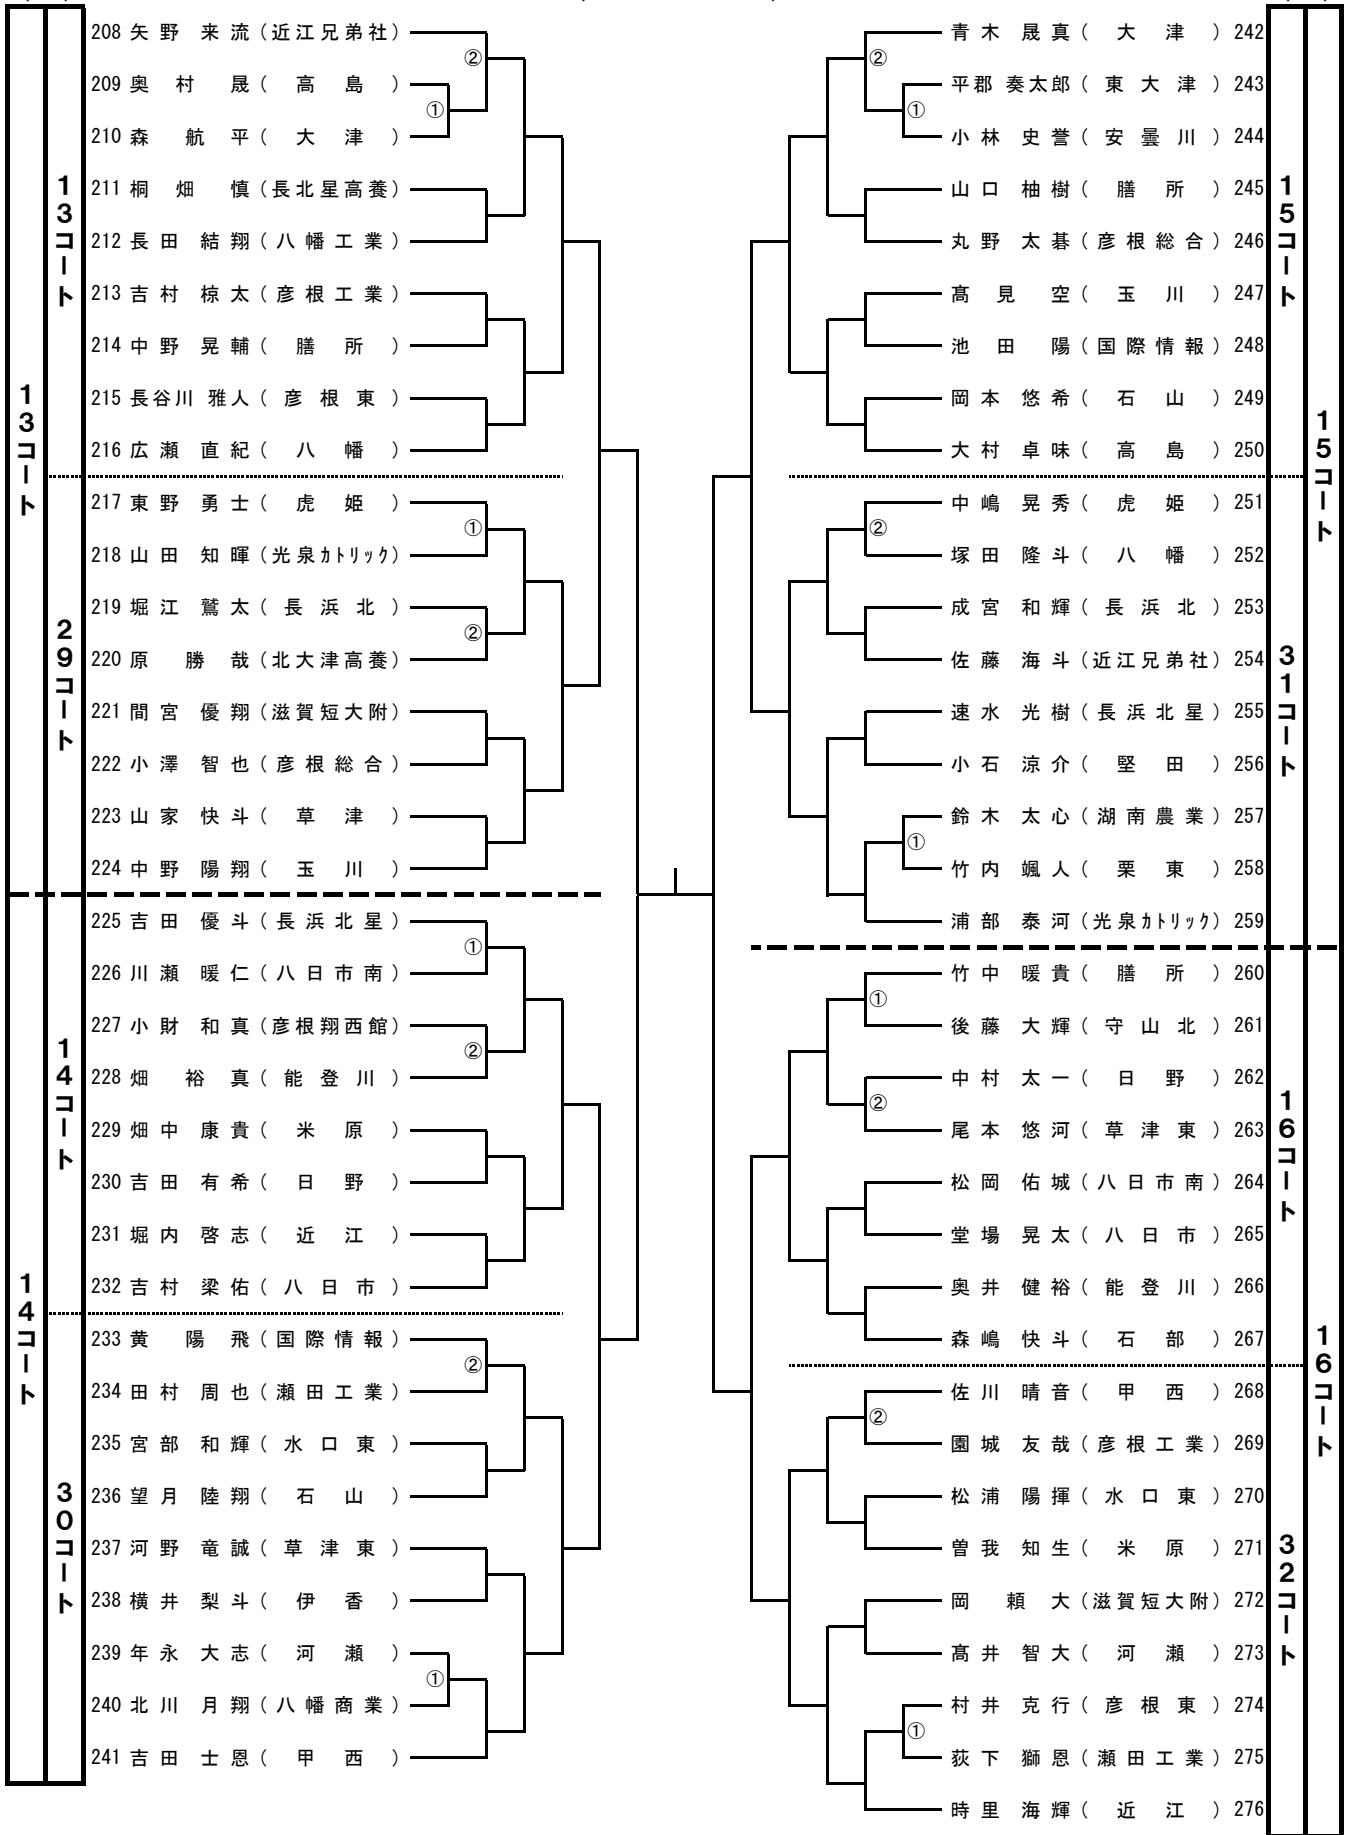 13コート
14コート
13コート
29コート
14コート
30コート
208 矢野 来流 (近江兄弟社)
②
209 奥村 晟 (高島)
①
210 森 航平 (大津)
211 桐畑 慎 (長北星高養)
212 長田 結翔 (八幡工業)
213 吉村 椋太 (彦根工業)
214 中野 晃輔 (膳所)
215 長谷川 雅人 (彦根東)
216 広瀬 直紀 (八幡)
217 東野 勇士 (虎姫)
①
218 山田 知暉 (光泉カトリック)
219 堀江 鷲太 (長浜北)
②
220 原 勝哉 (北大津高養)
221 間宮 優翔 (滋賀短大附)
222 小澤 智也 (彦根総合)
223 山家 快斗 (草津)
224 中野 陽翔 (玉川)
225 吉田 優斗 (長浜北星)
①
226 川瀬 暖仁 (八日市南)
227 小財 和真 (彦根翔西館)
②
228 畑 裕真 (能登川)
229 畑中 康貴 (米原)
230 吉田 有希 (日野)
231 堀内 啓志 (近江)
232 吉村 梁佑 (八日市)
233 黄 陽飛 (国際情報)
②
234 田村 周也 (瀬田工業)
235 宮部 和輝 (水口東)
236 望月 陸翔 (石山)
237 河野 竜誠 (草津東)
238 横井 梨斗 (伊香)
239 年永 大志 (河瀬)
①
240 北川 月翔 (八幡商業)
241 吉田 士恩 (甲西)
青木 晟真 (大津) 242
②
平郡 奏太郎 (東大津) 243
①
小林 史誉 (安曇川) 244
山口 柚樹 (膳所) 245
丸野 太碁 (彦根総合) 246
髙見 空 (玉川) 247
池田 陽 (国際情報) 248
岡本 悠希 (石山) 249
大村 卓味 (高島) 250
中嶋 晃秀 (虎姫) 251
②
塚田 隆斗 (八幡) 252
成宮 和輝 (長浜北) 253
佐藤 海斗 (近江兄弟社) 254
速水 光樹 (長浜北星) 255
小石 涼介 (堅田) 256
鈴木 太心 (湖南農業) 257
①
竹内 颯人 (栗東) 258
浦部 泰河 (光泉カトリック) 259
竹中 暖貴 (膳所) 260
①
後藤 大輝 (守山北) 261
中村 太一 (日野) 262
②
尾本 悠河 (草津東) 263
松岡 佑城 (八日市南) 264
堂場 晃太 (八日市) 265
奥井 健裕 (能登川) 266
森嶋 快斗 (石部) 267
佐川 晴音 (甲西) 268
②
園城 友哉 (彦根工業) 269
松浦 陽揮 (水口東) 270
曽我 知生 (米原) 271
岡 頼大 (滋賀短大附) 272
髙井 智大 (河瀬) 273
村井 克行 (彦根東) 274
①
荻下 獅恩 (瀬田工業) 275
時里 海輝 (近江) 276
15コート
31コート
16コート
32コート
15コート
16コート